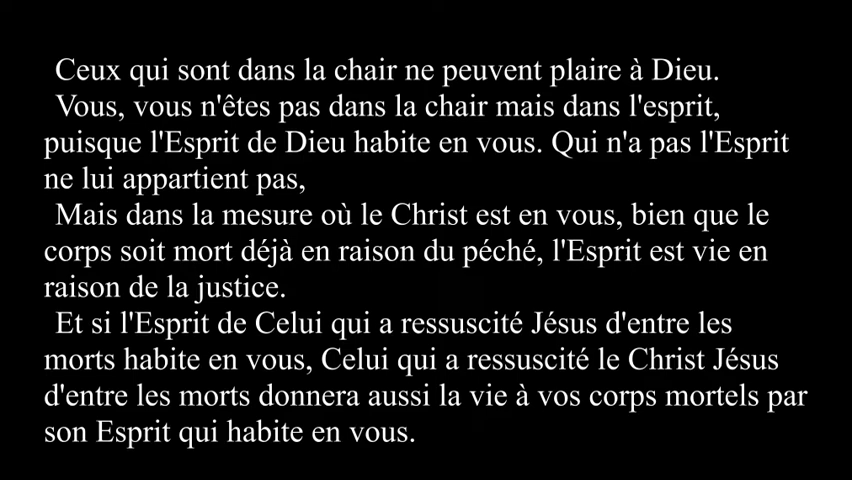 Ceux qui sont dans la chair ne peuvent plaire à Dieu.
Vous, vous n'êtes pas dans la chair mais dans l'esprit,
puisque l'Esprit de Dieu habite en vous. Qui n'a pas l'Esprit
ne lui appartient pas,
Mais dans la mesure où le Christ est en vous, bien que le
corps soit mort déjà en raison du péché, l'Esprit est vie en
raison de la justice.
Et si l'Esprit de Celui qui a ressuscité Jésus d'entre les
morts habite en vous, Celui qui a ressuscité le Christ Jésus
d'entre les morts donnera aussi la vie à vos corps mortels par
son Esprit qui habite en vous.